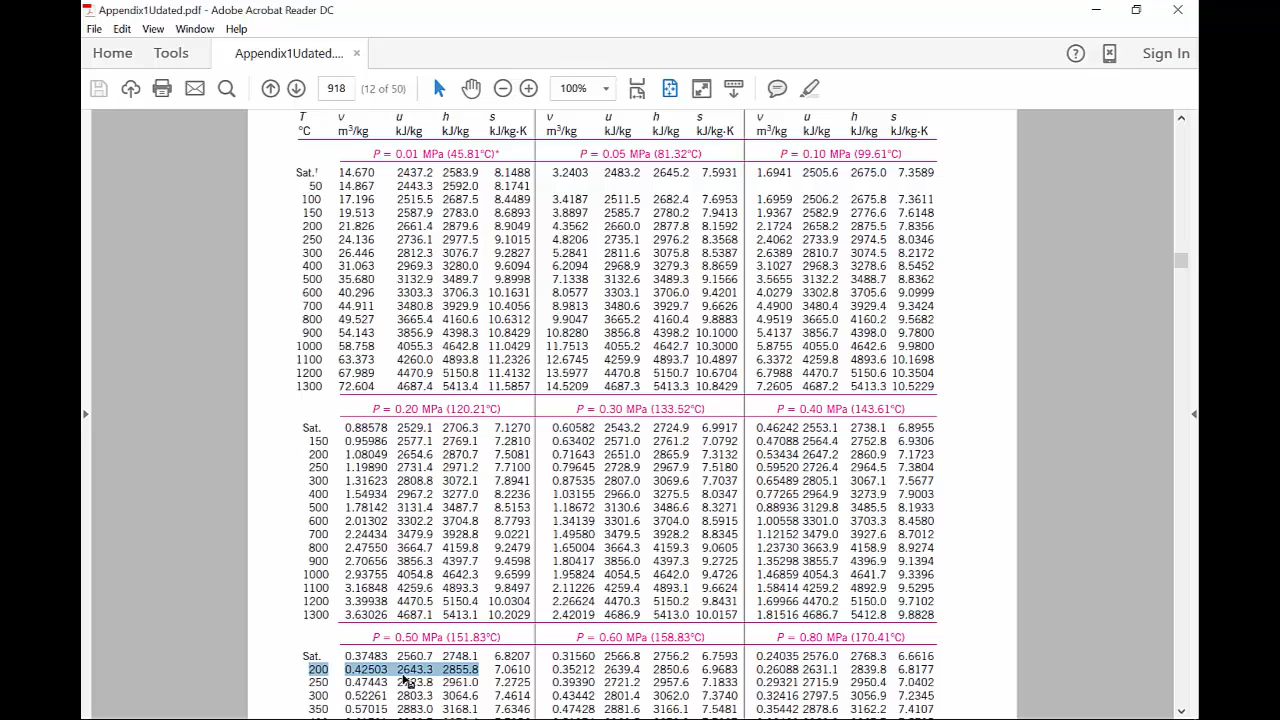 Appendix1Udated.pdf - Adobe Acrobat Reader DC
File Edit View Window Help
Home Tools Appendix1Udated.... × Sign In
918 (12 of 50) 100%
T v u h s v u h s v u h s
°C m³/kg kJ/kg kJ/kg kJ/kg·K m³/kg kJ/kg kJ/kg kJ/kg·K m³/kg kJ/kg kJ/kg kJ/kg·K
P = 0.01 MPa (45.81°C)* P = 0.05 MPa (81.32°C) P = 0.10 MPa (99.61°C)
Sat.† 14.670 2437.2 2583.9 8.1488 3.2403 2483.2 2645.2 7.5931 1.6941 2505.6 2675.0 7.3589
50 14.867 2443.3 2592.0 8.1741
100 17.196 2515.5 2687.5 8.4489 3.4187 2511.5 2682.4 7.6953 1.6959 2506.2 2675.8 7.3611
150 19.513 2587.9 2783.0 8.6893 3.8897 2585.7 2780.2 7.9413 1.9367 2582.9 2776.6 7.6148
200 21.826 2661.4 2879.6 8.9049 4.3562 2660.0 2877.8 8.1592 2.1724 2658.2 2875.5 7.8356
250 24.136 2736.1 2977.5 9.1015 4.8206 2735.1 2976.2 8.3568 2.4062 2733.9 2974.5 8.0346
300 26.446 2812.3 3076.7 9.2827 5.2841 2811.6 3075.8 8.5387 2.6389 2810.7 3074.5 8.2172
400 31.063 2969.3 3280.0 9.6094 6.2094 2968.9 3279.3 8.8659 3.1027 2968.3 3278.6 8.5452
500 35.680 3132.9 3489.7 9.8998 7.1338 3132.6 3489.3 9.1566 3.5655 3132.2 3488.7 8.8362
600 40.296 3303.3 3706.3 10.1631 8.0577 3303.1 3706.0 9.4201 4.0279 3302.8 3705.6 9.0999
700 44.911 3480.8 3929.9 10.4056 8.9813 3480.6 3929.7 9.6626 4.4900 3480.4 3929.4 9.3424
800 49.527 3665.4 4160.6 10.6312 9.9047 3665.2 4160.4 9.8883 4.9519 3665.0 4160.2 9.5682
900 54.143 3856.9 4398.3 10.8429 10.8280 3856.8 4398.2 10.1000 5.4137 3856.7 4398.0 9.7800
1000 58.758 4055.3 4642.8 11.0429 11.7513 4055.2 4642.7 10.3000 5.8755 4055.0 4642.6 9.9800
1100 63.373 4260.0 4893.8 11.2326 12.6745 4259.9 4893.7 10.4897 6.3372 4259.8 4893.6 10.1698
1200 67.989 4470.9 5150.8 11.4132 13.5977 4470.8 5150.7 10.6704 6.7988 4470.7 5150.6 10.3504
1300 72.604 4687.4 5413.4 11.5857 14.5209 4687.3 5413.3 10.8429 7.2605 4687.2 5413.3 10.5229
P = 0.20 MPa (120.21°C) P = 0.30 MPa (133.52°C) P = 0.40 MPa (143.61°C)
Sat. 0.88578 2529.1 2706.3 7.1270 0.60582 2543.2 2724.9 6.9917 0.46242 2553.1 2738.1 6.8955
150 0.95986 2577.1 2769.1 7.2810 0.63402 2571.0 2761.2 7.0792 0.47088 2564.4 2752.8 6.9306
200 1.08049 2654.6 2870.7 7.5081 0.71643 2651.0 2865.9 7.3132 0.53434 2647.2 2860.9 7.1723
250 1.19890 2731.4 2971.2 7.7100 0.79645 2728.9 2967.9 7.5180 0.59520 2726.4 2964.5 7.3804
300 1.31623 2808.8 3072.1 7.8941 0.87535 2807.0 3069.6 7.7037 0.65489 2805.1 3067.1 7.5677
400 1.54934 2967.2 3277.0 8.2236 1.03155 2966.0 3275.5 8.0347 0.77265 2964.9 3273.9 7.9003
500 1.78142 3131.4 3487.7 8.5153 1.18672 3130.6 3486.6 8.3271 0.88936 3129.8 3485.5 8.1933
600 2.01302 3302.2 3704.8 8.7793 1.34139 3301.6 3704.0 8.5915 1.00558 3301.0 3703.3 8.4580
700 2.24434 3479.9 3928.8 9.0221 1.49580 3479.5 3928.2 8.8345 1.12152 3479.0 3927.6 8.7012
800 2.47550 3664.7 4159.8 9.2479 1.65004 3664.3 4159.3 9.0605 1.23730 3663.9 4158.9 8.9274
900 2.70656 3856.3 4397.7 9.4598 1.80417 3856.0 4397.3 9.2725 1.35298 3855.7 4396.9 9.1394
1000 2.93755 4054.8 4642.3 9.6599 1.95824 4054.5 4642.0 9.4726 1.46859 4054.3 4641.7 9.3396
1100 3.16848 4259.6 4893.3 9.8497 2.11226 4259.4 4893.1 9.6624 1.58414 4259.2 4892.9 9.5295
1200 3.39938 4470.5 5150.4 10.0304 2.26624 4470.3 5150.2 9.8431 1.69966 4470.2 5150.0 9.7102
1300 3.63026 4687.1 5413.1 10.2029 2.42019 4686.9 5413.0 10.0157 1.81516 4686.7 5412.8 9.8828
P = 0.50 MPa (151.83°C) P = 0.60 MPa (158.83°C) P = 0.80 MPa (170.41°C)
Sat. 0.37483 2560.7 2748.1 6.8207 0.31560 2566.8 2756.2 6.7593 0.24035 2576.0 2768.3 6.6616
200 0.42503 2643.3 2855.8 7.0610 0.35212 2639.4 2850.6 6.9683 0.26088 2631.1 2839.8 6.8177
250 0.47443 2961.0 7.2725 0.39390 2721.2 2957.6 7.1833 0.29321 2715.9 2950.4 7.0402
300 0.52261 2803.3 3064.6 7.4614 0.43442 2801.4 3062.0 7.3740 0.32416 2797.5 3056.9 7.2345
350 0.57015 2883.0 3168.1 7.6346 0.47428 2881.6 3166.1 7.5481 0.35442 2878.6 3162.2 7.4107